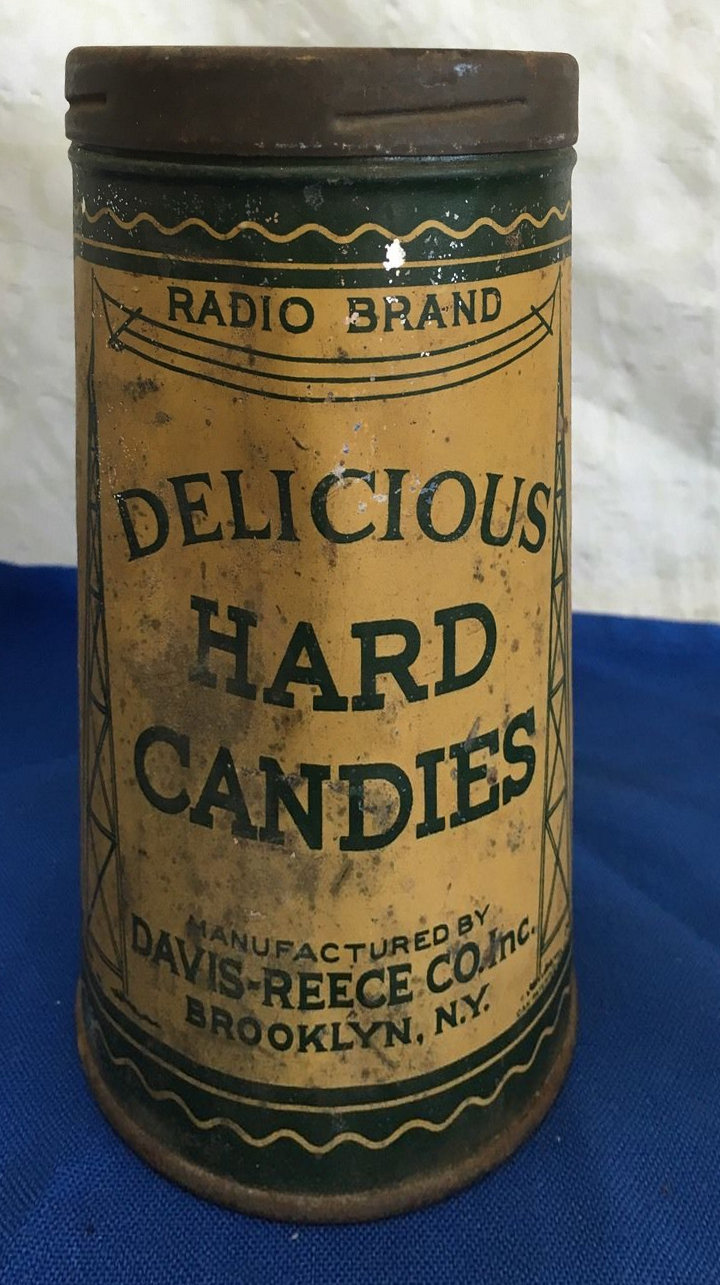 RADIO BRAND
DELICIOUS
HARD
CANDIES
MANUFACTURED BY
DAVIS-REECE CO. Inc.
BROOKLYN, N.Y.